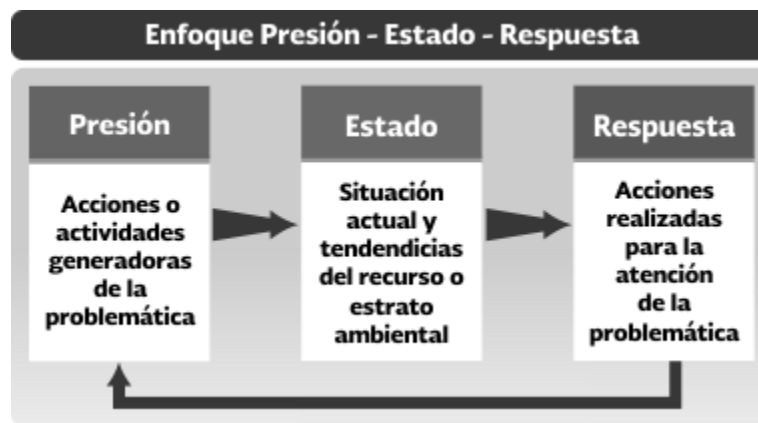 Enfoque Presión - Estado - Respuesta
Presión
Acciones o
actividades
generadoras
de la
problemática
Estado
Situación
actual y
tendendicias
del recurso o
estrato
ambiental
Respuesta
Acciones
realizadas
para la
atención
de la
problemática